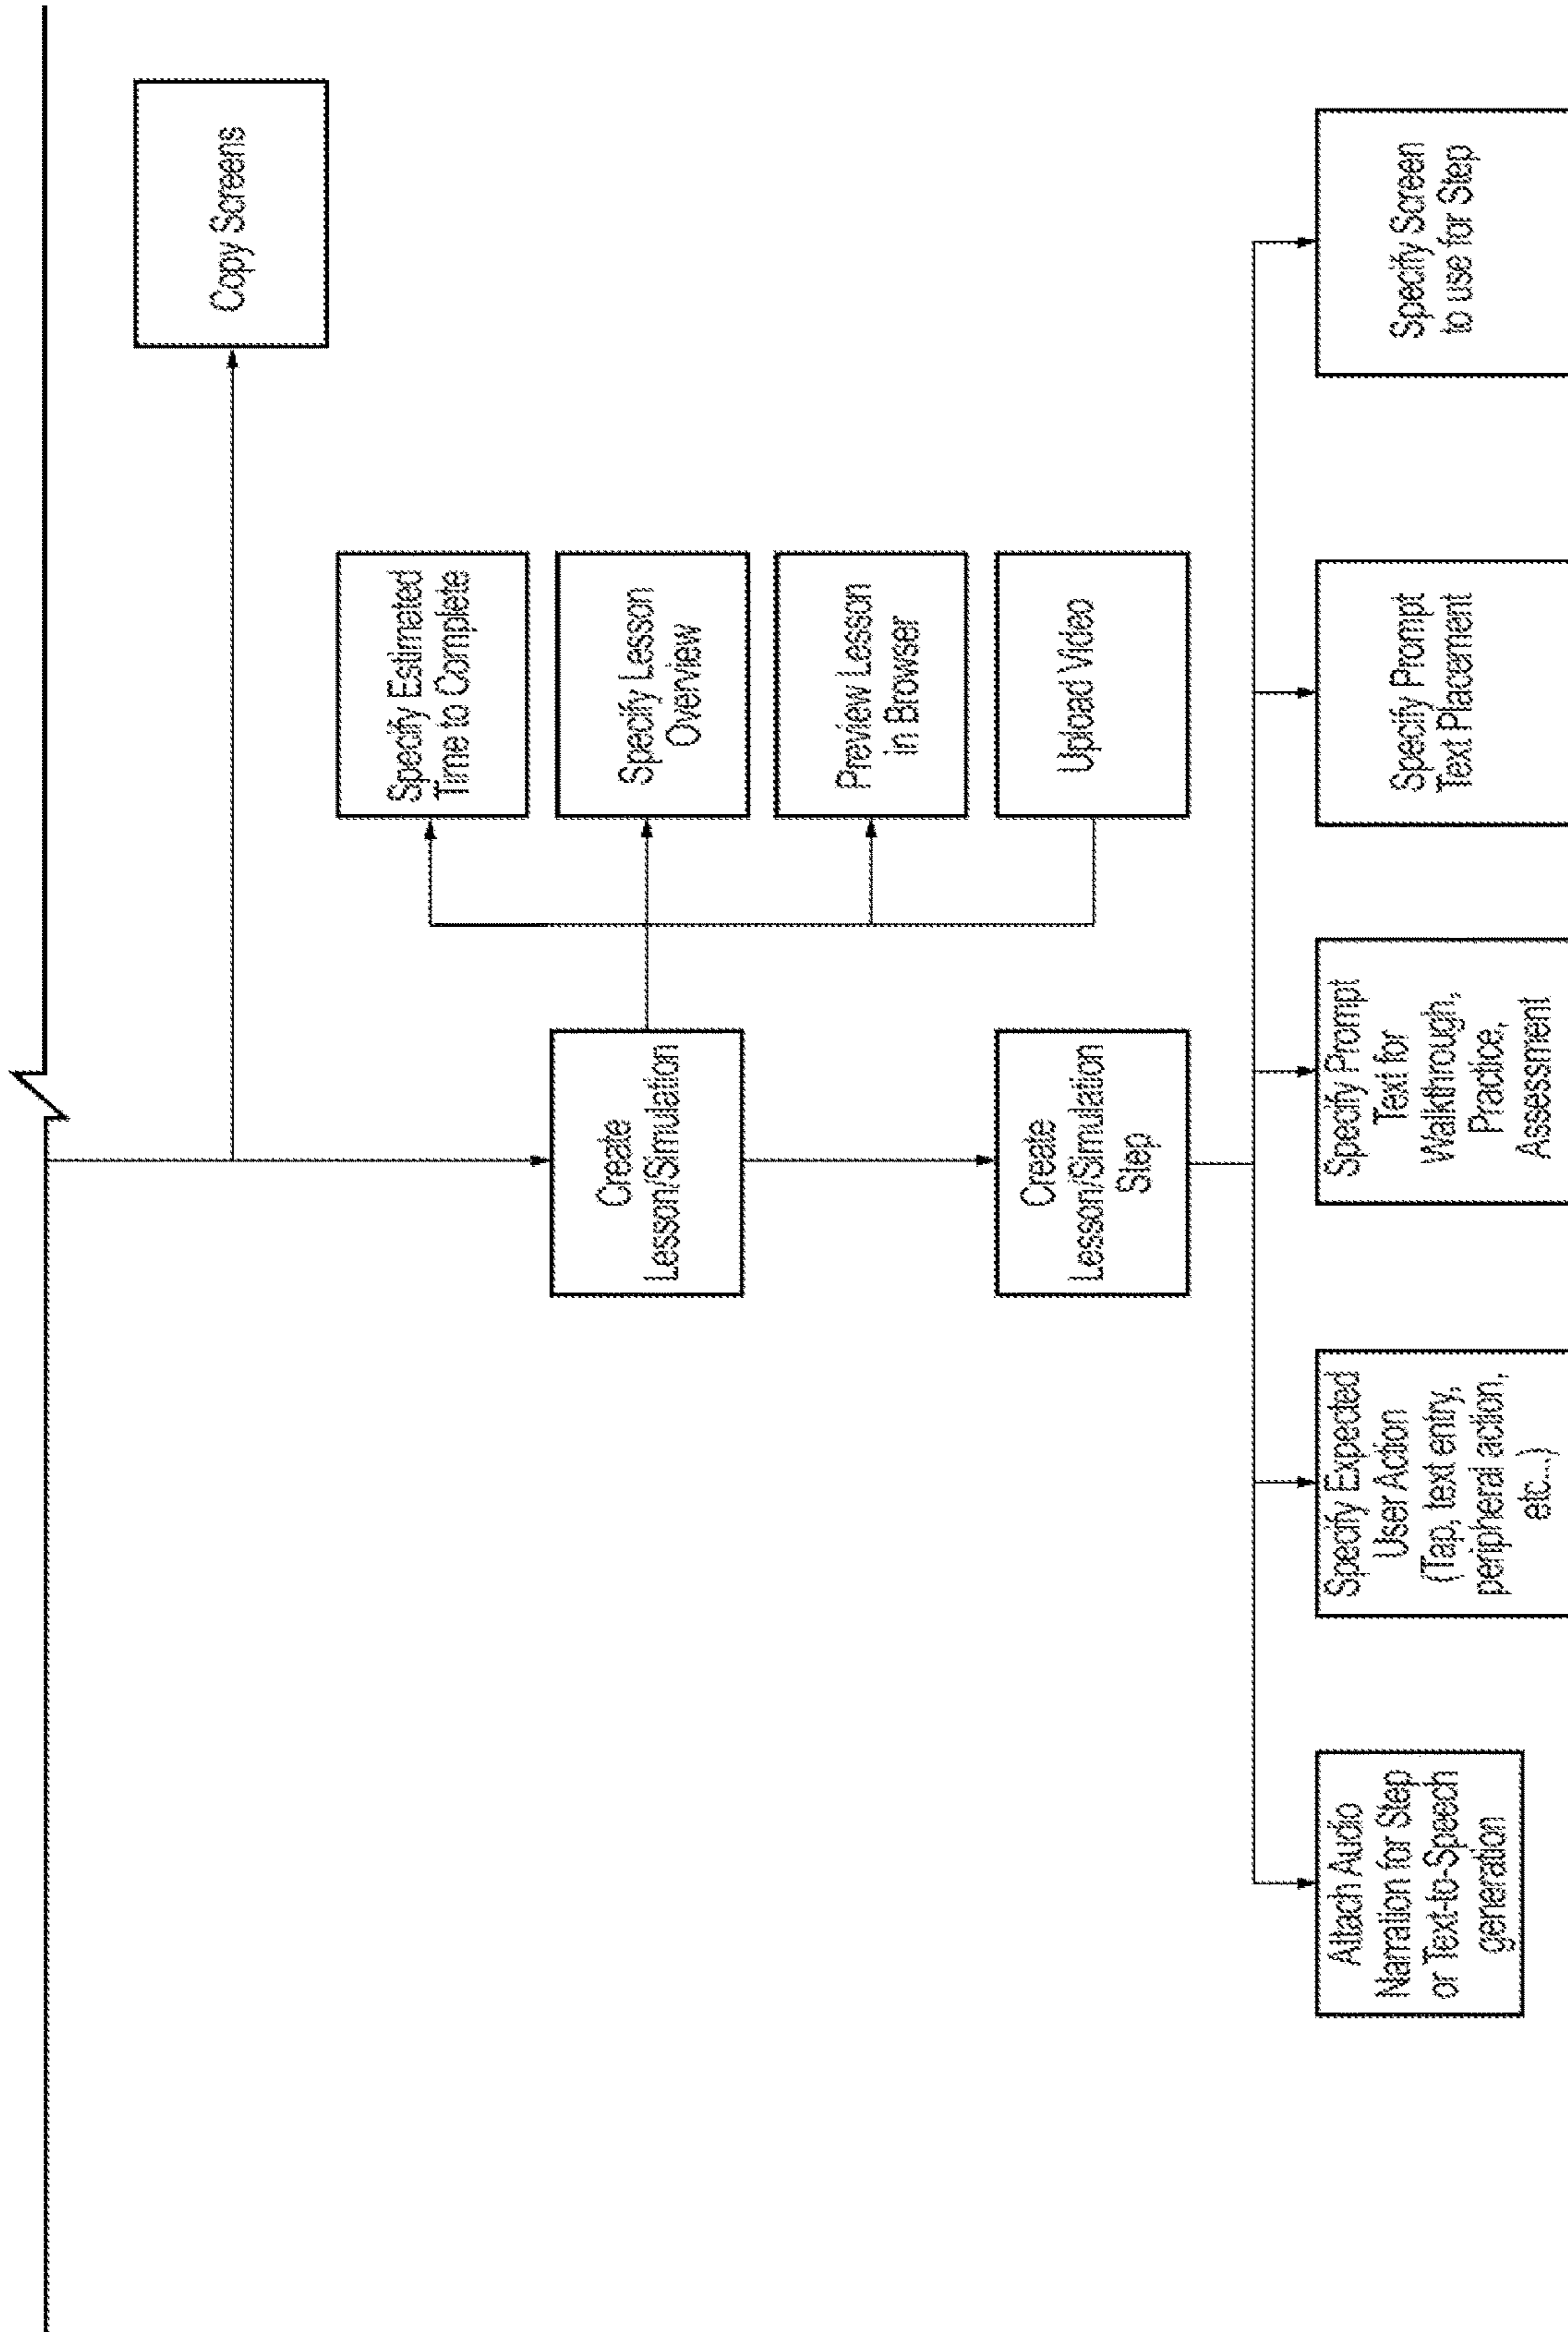 Copy Screens
Specify Estimated
Time to Complete
Specify Lesson
Overview
Preview Lesson
in Browser
Upload Video
Create
Lesson/Simulation
Create
Lesson/Simulation
Step
Attach Audio
Narration for Step
or Text-to-Speech
generation
Specify Expected
User Action
(Tap, text entry,
peripheral action,
etc...)
Specify Prompt
Text for
Walkthrough,
Practice,
Assessment
Specify Prompt
Text Placement
Specify Screen
to use for Step